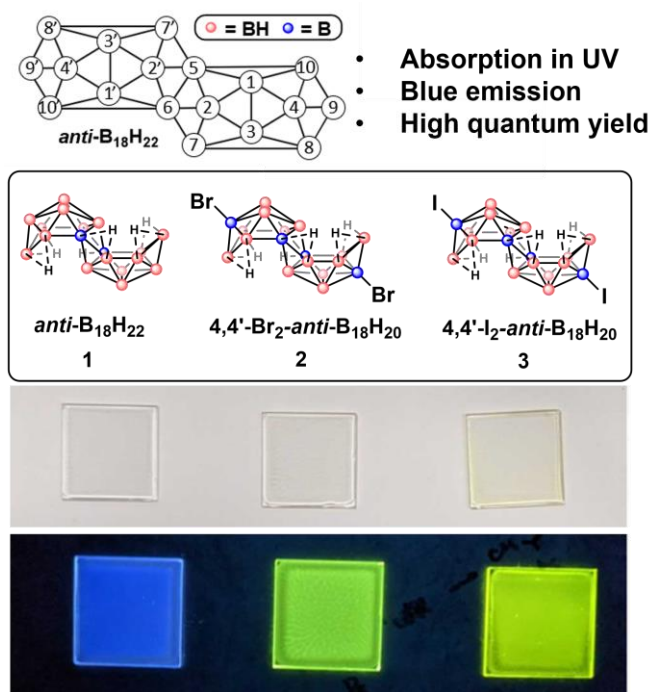 8′ 7′
3′
9′ 4′ 2′ 5 10
1′ 1
10′ 6 2 4 9
3
7 8
anti-B18H22
= BH = B
• Absorption in UV
• Blue emission
• High quantum yield
H H H H
H H
H
anti-B18H22
1
Br
H H H H
H H
H
Br
4,4'-Br2-anti-B18H20
2
I
H H H H
H H
H
I
4,4'-I2-anti-B18H20
3